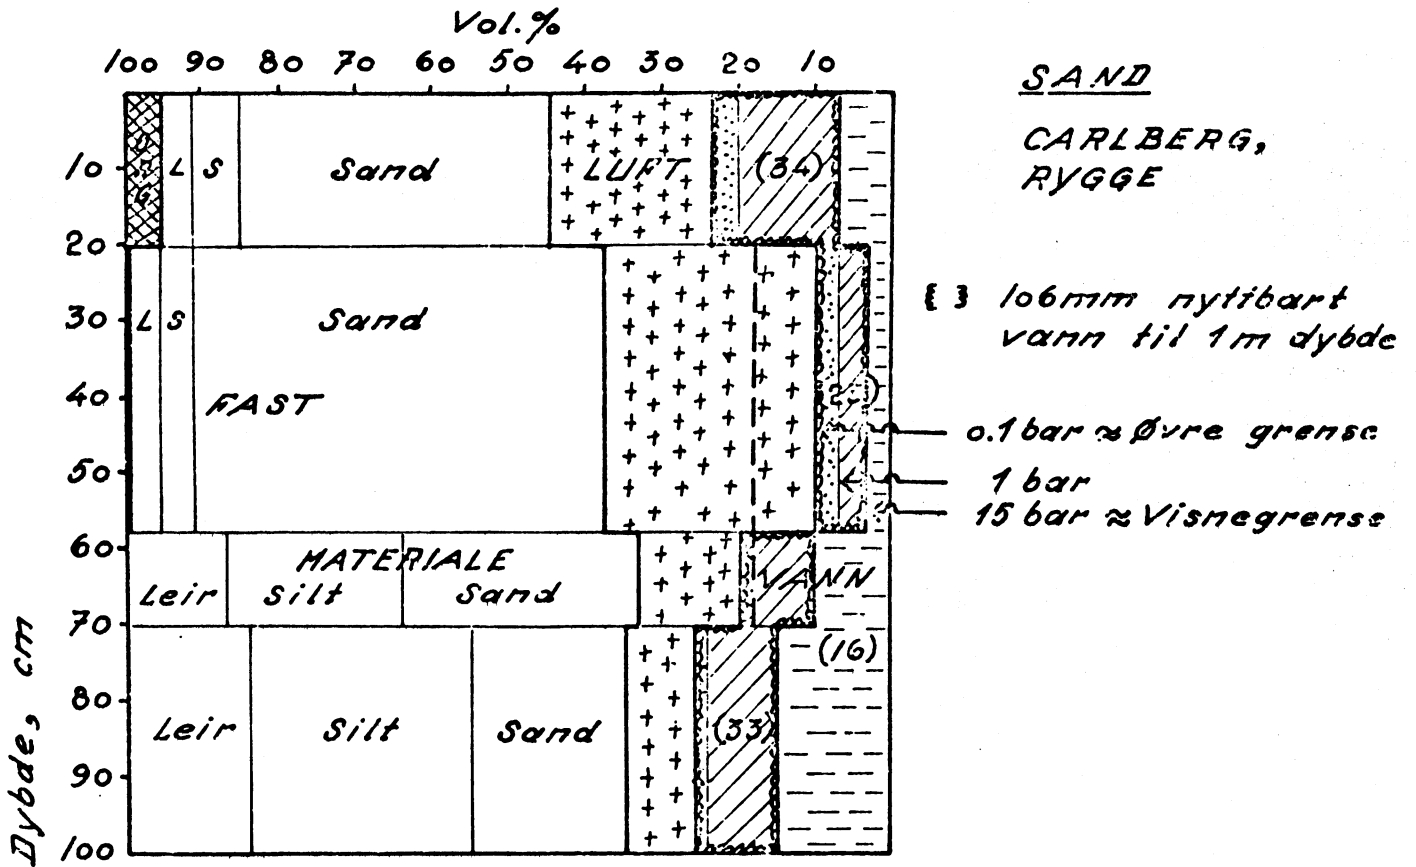 Vol.%
100 90 80 70 60 50 40 30 20 10
SAND
CARLBERG,
RYGGE
10
ORG
L S Sand LUFT (34)
20
30
L S Sand
106mm nyttbart
vann til 1m dybde
40
FAST
0.1 bar ≈ Øvre grense
50
1 bar
15 bar ≈ Visnegrense
60
MATERIALE
VANN
Leir Silt Sand
70
(16)
80
Leir Silt Sand (33)
90
100
Dybde, cm